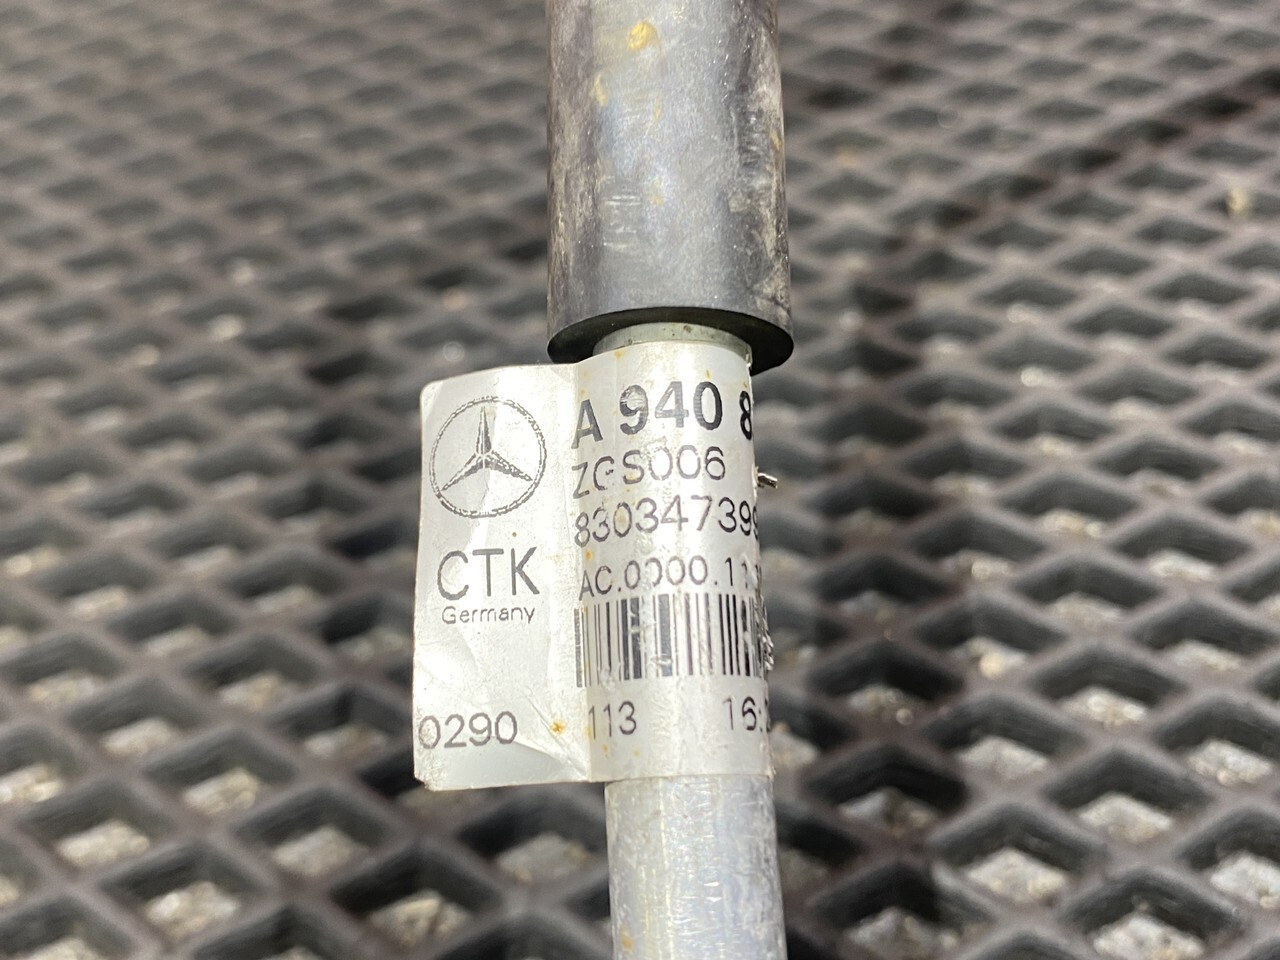 A 940 8
ZGS006
830347399
CTK
Germany
AC.0000.11
0290 113 16: